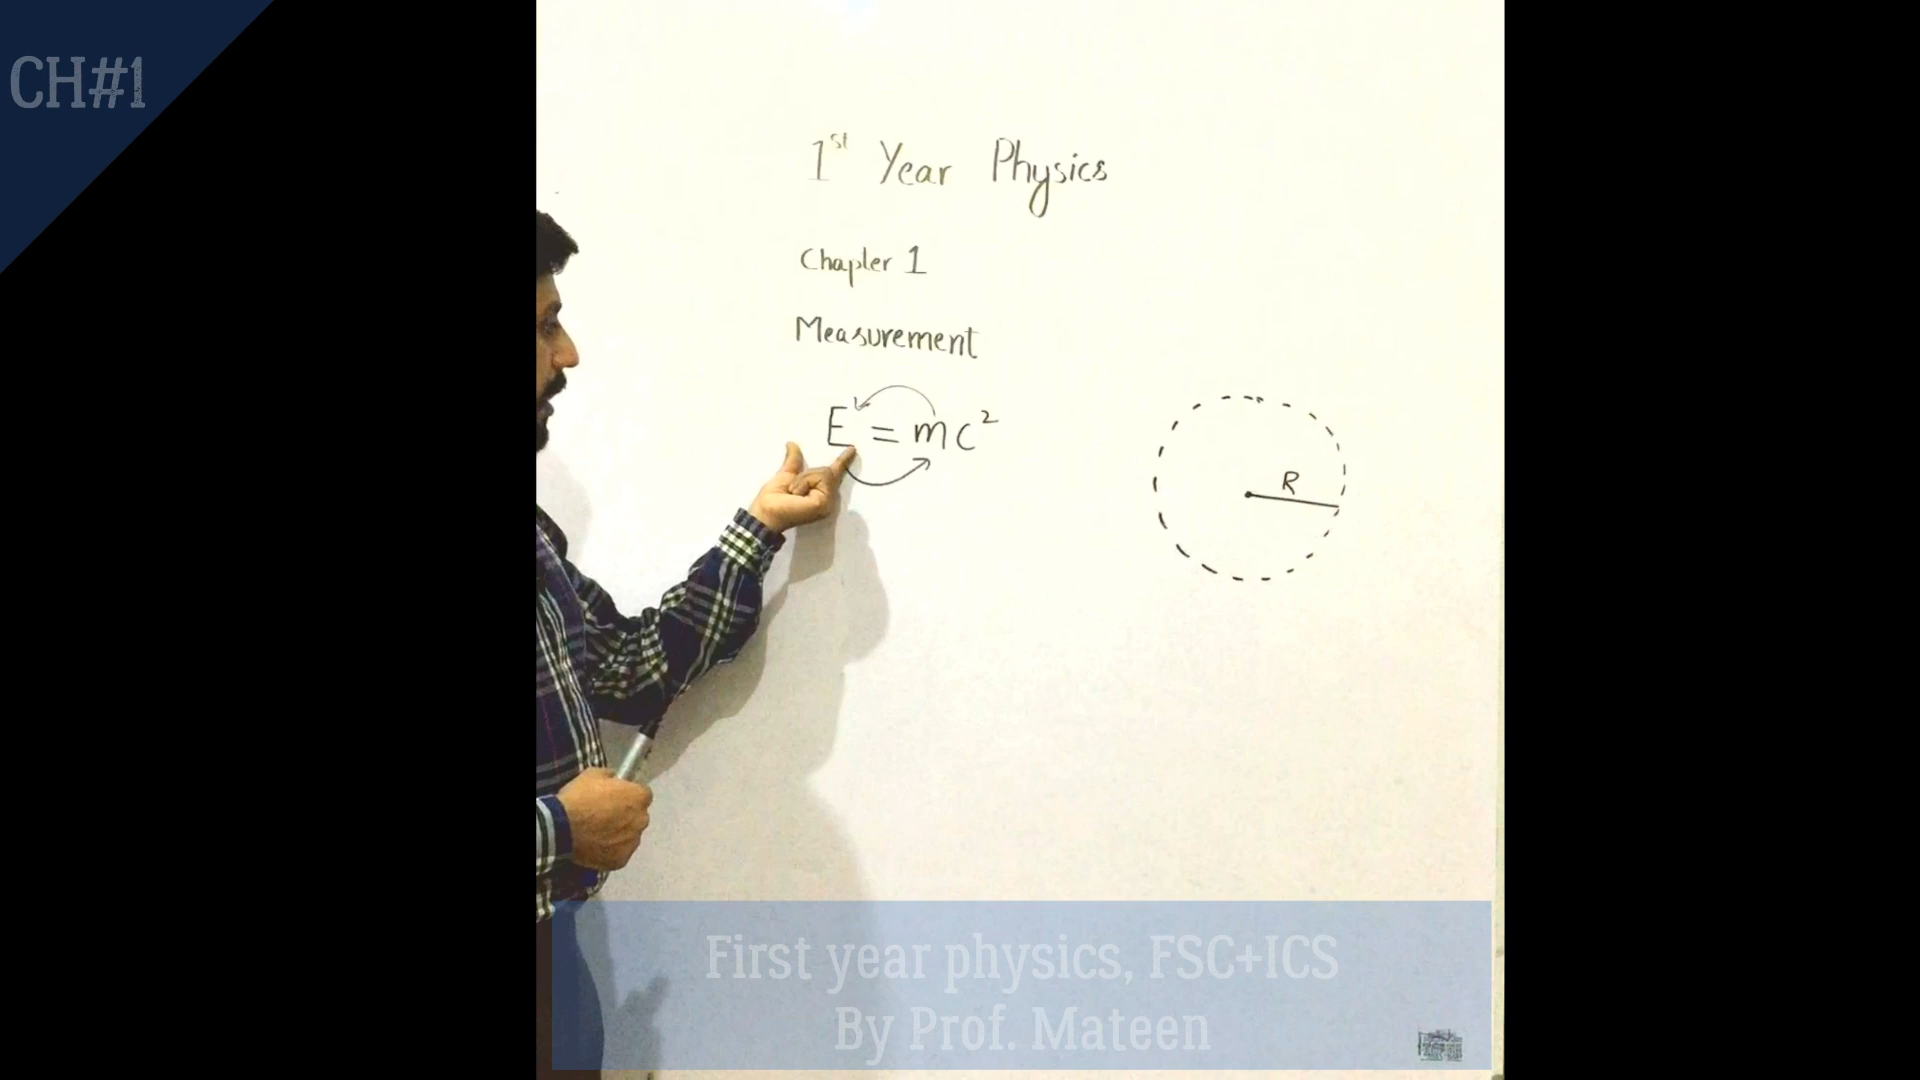 CH#1
1st Year Physics
Chapter 1
Measurement
E = mc²
R
First year physics, FSC+ICS
By Prof. Mateen